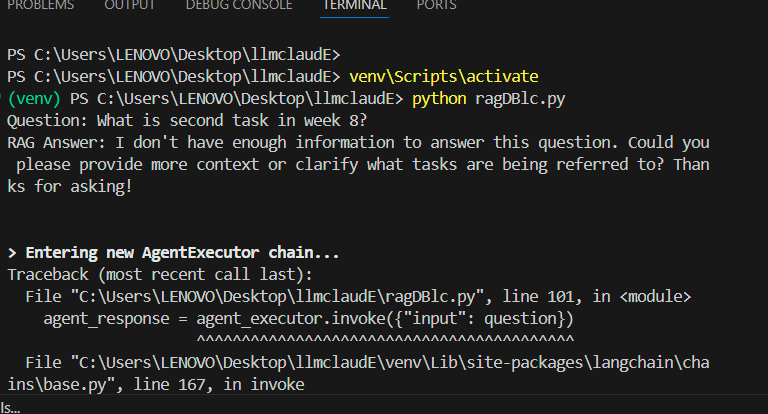 PROBLEMS OUTPUT DEBUG CONSOLE TERMINAL PORTS
PS C:\Users\LENOVO\Desktop\llmclaudE>
PS C:\Users\LENOVO\Desktop\llmclaudE> venv\Scripts\activate
(venv) PS C:\Users\LENOVO\Desktop\llmclaudE> python ragDBlc.py
Question: What is second task in week 8?
RAG Answer: I don't have enough information to answer this question. Could you
 please provide more context or clarify what tasks are being referred to? Than
ks for asking!
> Entering new AgentExecutor chain...
Traceback (most recent call last):
  File "C:\Users\LENOVO\Desktop\llmclaudE\ragDBlc.py", line 101, in <module>
    agent_response = agent_executor.invoke({"input": question})
                     ^^^^^^^^^^^^^^^^^^^^^^^^^^^^^^^^^^^^^^^^^^
  File "C:\Users\LENOVO\Desktop\llmclaudE\venv\Lib\site-packages\langchain\cha
ins\base.py", line 167, in invoke